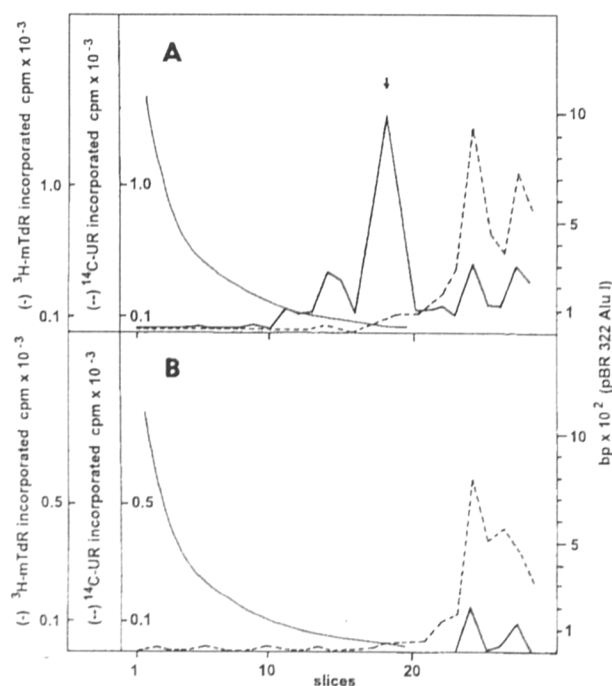 A
(-) ³H-mTdR incorporated cpm x 10⁻³
(--) ¹⁴C-UR incorporated cpm x 10⁻³
1.0
0.1
1.0
0.1
10
5
1
bp x 10² (pBR 322 Alu I)
B
(-) ³H-mTdR incorporated cpm x 10⁻³
(--) ¹⁴C-UR incorporated cpm x 10⁻³
0.5
0.1
0.5
0.1
10
5
1
1
10
20
slices